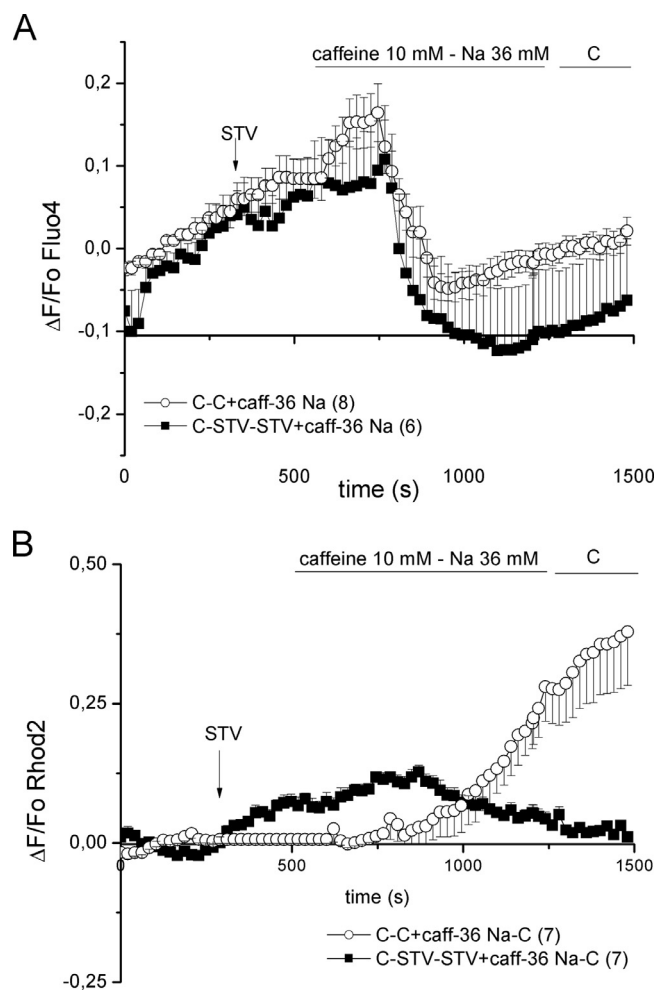 A
caffeine 10 mM - Na 36 mM
C
0,2
STV
0,1
0,0
-0,1
-0,2
ΔF/Fo Fluo4
C-C+caff-36 Na (8)
C-STV-STV+caff-36 Na (6)
0
500
1000
1500
time (s)
B
0,50
caffeine 10 mM - Na 36 mM
C
0,25
STV
0,00
-0,25
ΔF/Fo Rhod2
500
1000
1500
time (s)
C-C+caff-36 Na-C (7)
C-STV-STV+caff-36 Na-C (7)